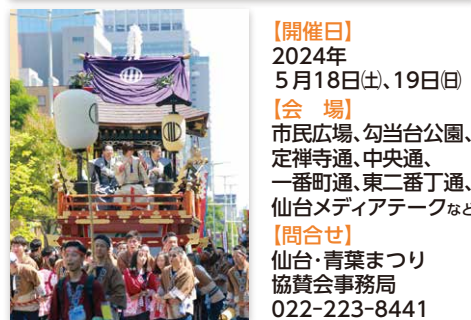 【開催日】
2024年
5月18日㈯、19日㈰
【会　場】
市民広場、勾当台公園、
定禅寺通、中央通、
一番町通、東二番丁通、
仙台メディアテークなど
【問合せ】
仙台・青葉まつり
協賛会事務局
022-223-8441